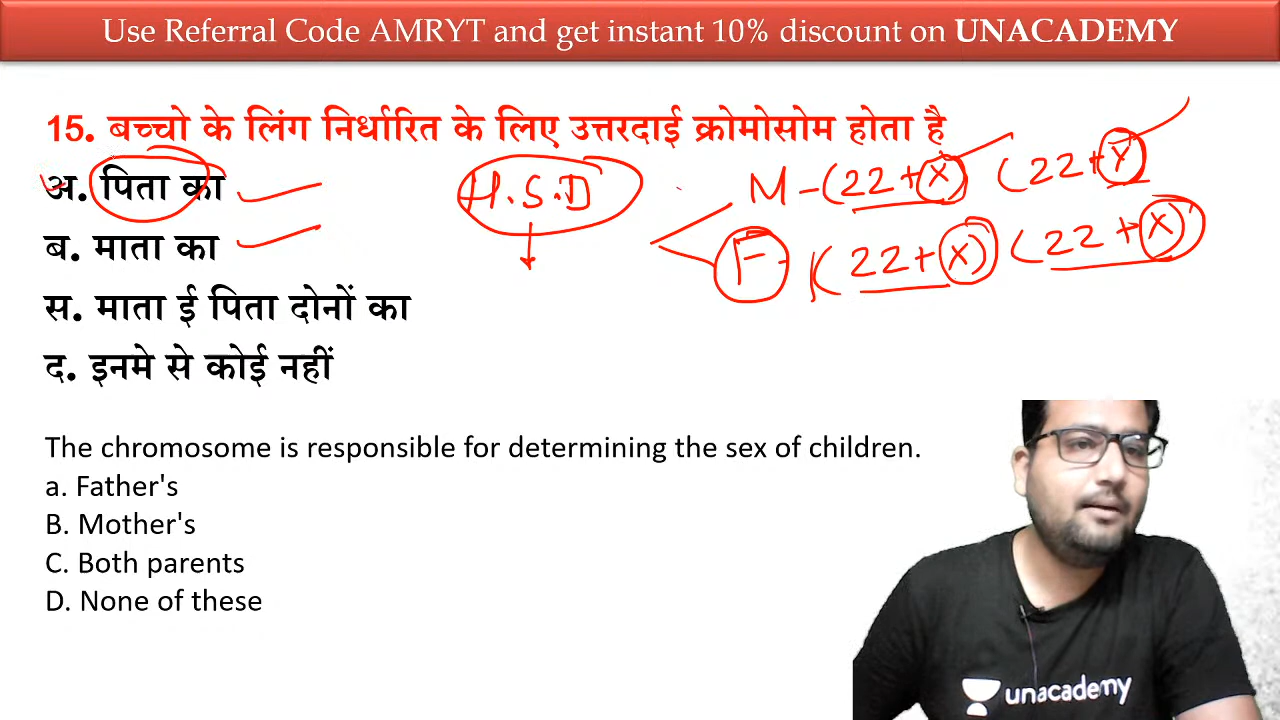 Use Referral Code AMRYT and get instant 10% discount on UNACADEMY
15. बच्चो के लिंग निर्धारित के लिए उत्तरदाई क्रोमोसोम होता है
अ. पिता का
H.S.D
M-(22+X) (22+Y)
ब. माता का
F- (22+X) (22+X)
स. माता ई पिता दोनों का
द. इनमे से कोई नहीं
The chromosome is responsible for determining the sex of children.
a. Father's
B. Mother's
C. Both parents
D. None of these
unacademy